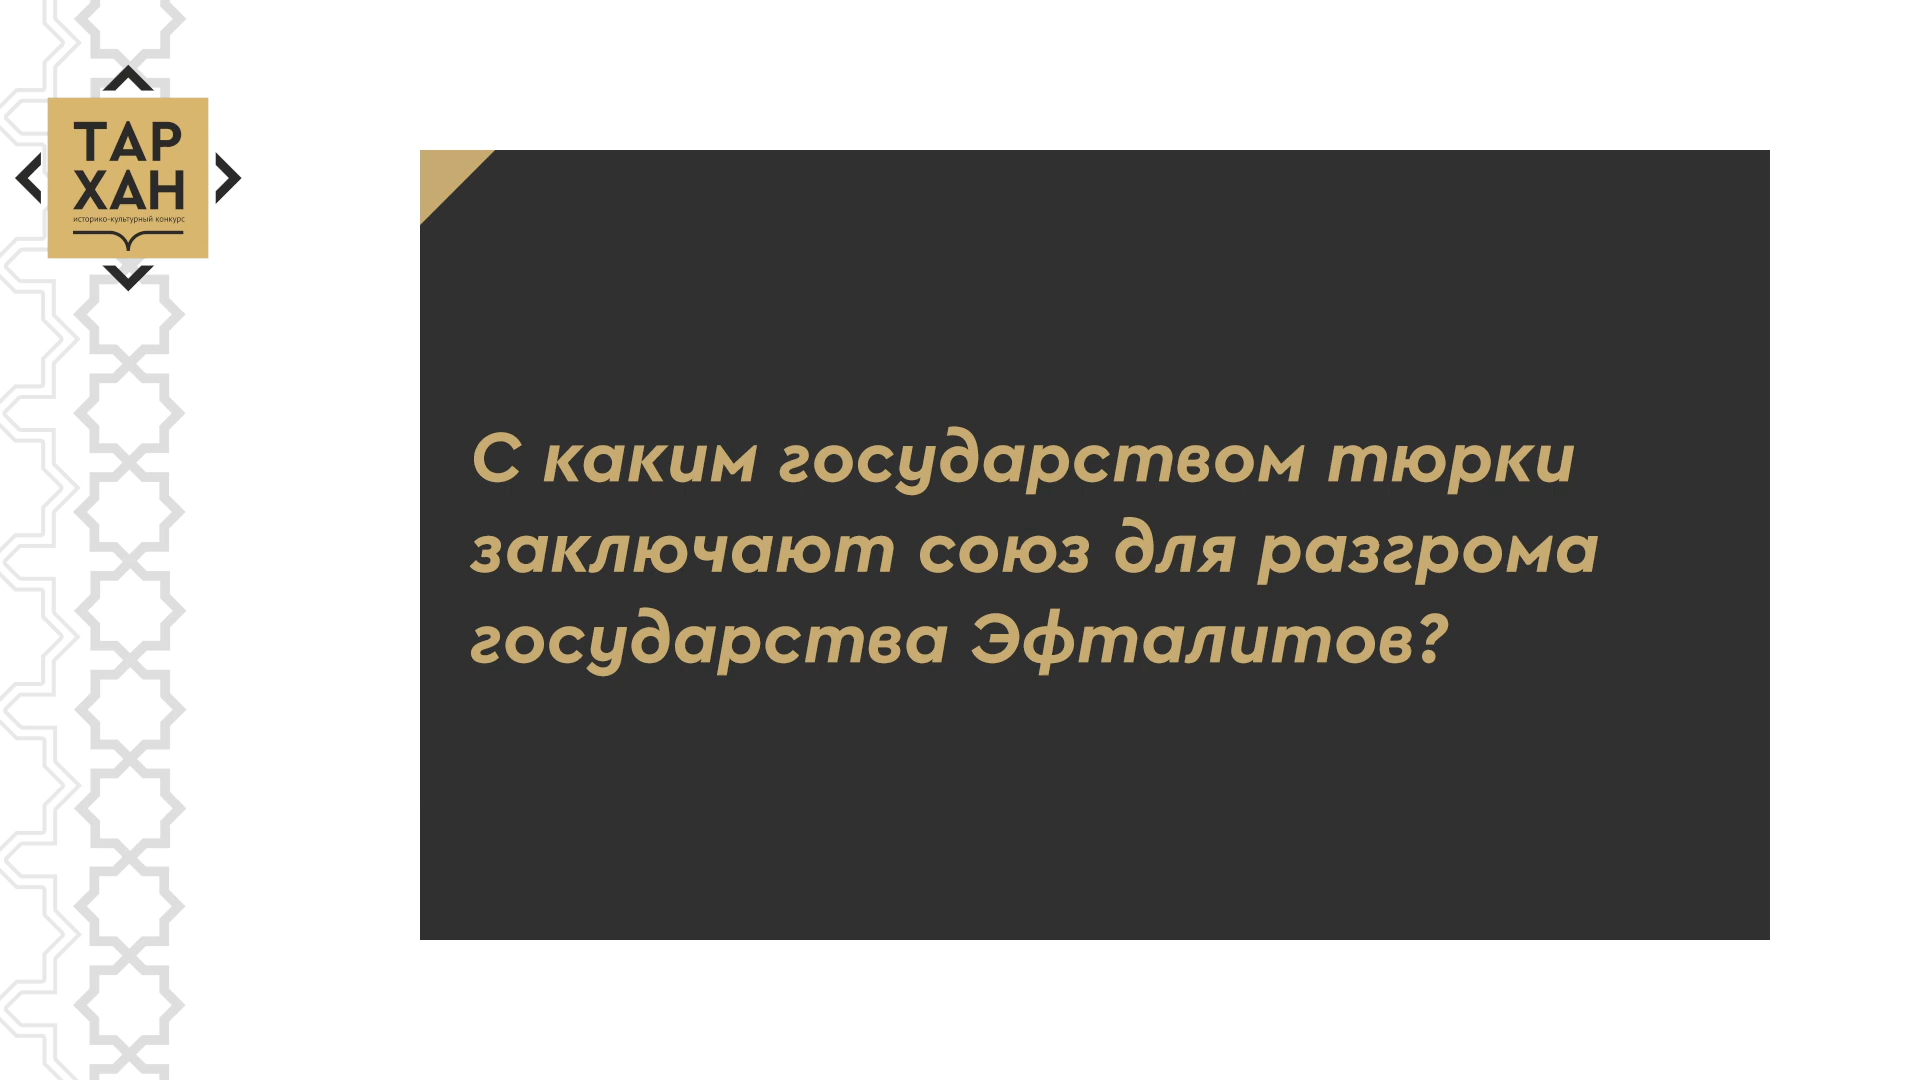 ТАР
ХАН
историко-культурный конкурс
С каким государством тюрки
заключают союз для разгрома
государства Эфталитов?